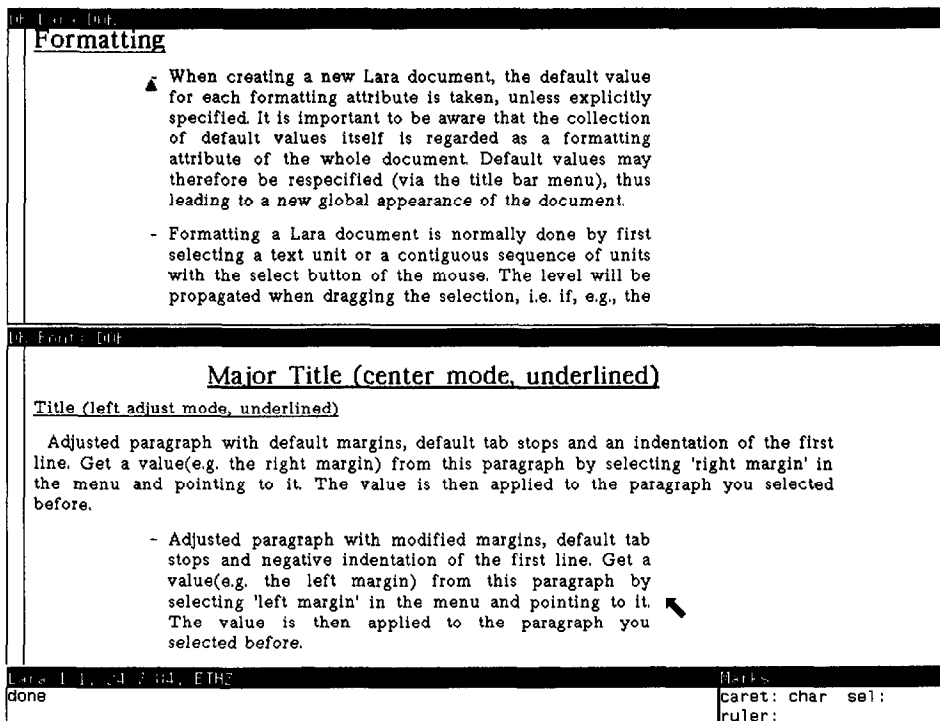 DK.Lara.DOK
Formatting
- When creating a new Lara document, the default value
for each formatting attribute is taken, unless explicitly
specified. It is important to be aware that the collection
of default values itself is regarded as a formatting
attribute of the whole document. Default values may
therefore be respecified (via the title bar menu), thus
leading to a new global appearance of the document.
- Formatting a Lara document is normally done by first
selecting a text unit or a contiguous sequence of units
with the select button of the mouse. The level will be
propagated when dragging the selection, i.e. if, e.g., the
Major Title (center mode, underlined)
Title (left adjust mode, underlined)
Adjusted paragraph with default margins, default tab stops and an indentation of the first
line. Get a value(e.g. the right margin) from this paragraph by selecting 'right margin' in
the menu and pointing to it. The value is then applied to the paragraph you selected
before.
- Adjusted paragraph with modified margins, default tab
stops and negative indentation of the first line. Get a
value(e.g. the left margin) from this paragraph by
selecting 'left margin' in the menu and pointing to it.
The value is then applied to the paragraph you
selected before.
Marks
done
caret: char sel:
ruler: